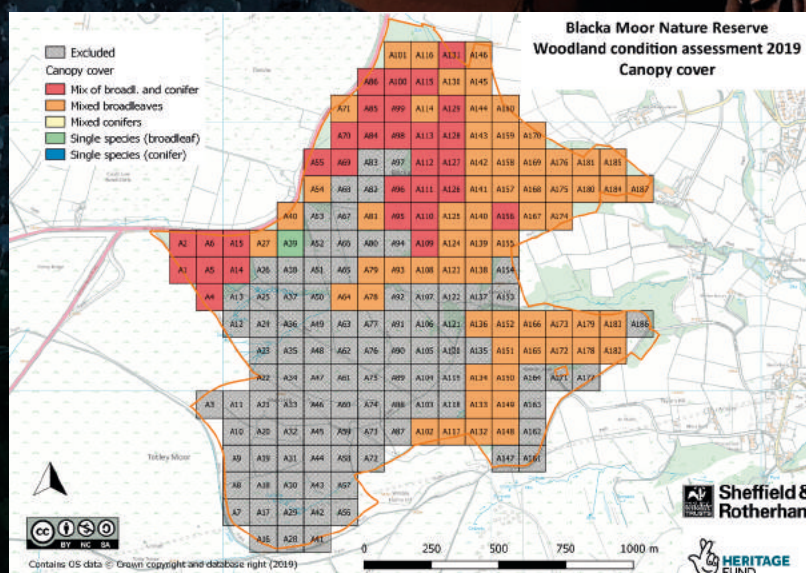 Blacka Moor Nature Reserve
Woodland condition assessment 2019
Canopy cover
Excluded
Canopy cover
Mix of broadl. and conifer
Mixed broadleaves
Mixed conifers
Single species (broadleaf)
Single species (conifer)
A101 A116 A131 A146
A86 A100 A115 A130 A145
A71 A85 A99 A114 A129 A144 A160
A70 A84 A98 A113 A128 A143 A159 A170
A55 A69 A83 A97 A112 A127 A142 A158 A169 A176 A181 A185
A54 A68 A82 A96 A111 A126 A141 A157 A168 A175 A180 A184 A187
A40 A53 A67 A81 A95 A110 A125 A140 A156 A167 A174
A2 A6 A15 A27 A39 A52 A66 A80 A94 A109 A124 A139 A155
A1 A5 A14 A26 A38 A51 A65 A79 A93 A108 A123 A138 A154
A4 A13 A25 A37 A50 A64 A78 A92 A107 A122 A137 A153
A12 A24 A36 A49 A63 A77 A91 A106 A121 A136 A152 A166 A173 A179 A183 A186
A23 A35 A48 A62 A76 A90 A105 A120 A135 A151 A165 A172 A178 A182
A22 A34 A47 A61 A75 A89 A104 A119 A134 A150 A164 A171 A177
A3 A11 A21 A33 A46 A60 A74 A88 A103 A118 A133 A149 A163
A10 A20 A32 A45 A59 A73 A87 A102 A117 A132 A148 A162
A9 A19 A31 A44 A58 A72 A147 A161
Totley Moor
A8 A18 A30 A43 A57
A7 A17 A29 A42 A56
A16 A28 A41
cc
BY NC SA
Contains OS data © Crown copyright and database right (2019)
0 250 500 750 1000 m
WILDLIFE
TRUSTS
Sheffield &
Rotherham
HERITAGE
FUND